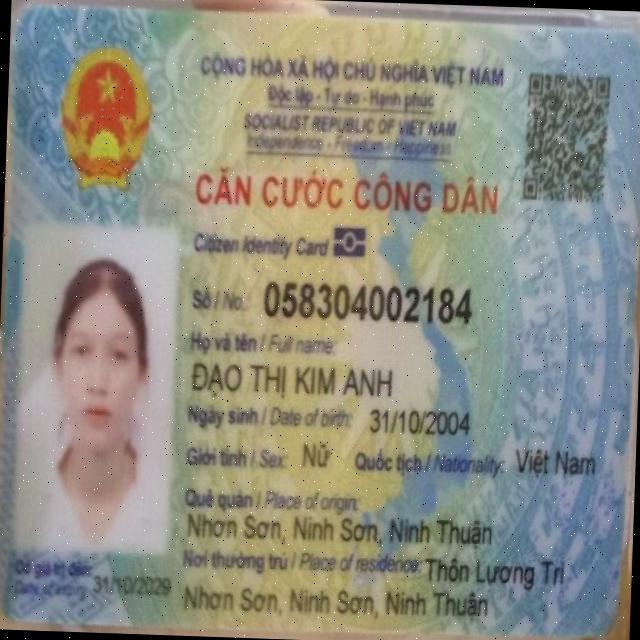 CỘNG HÒA XÃ HỘI CHỦ NGHĨA VIỆT NAM
Độc lập - Tự do - Hạnh phúc
SOCIALIST REPUBLIC OF VIET NAM
Independence - Freedom - Happiness
CĂN CƯỚC CÔNG DÂN
Citizen Identity Card
Số / No.: 058304002184
Họ và tên / Full name:
ĐẠO THỊ KIM ANH
Ngày sinh / Date of birth: 31/10/2004
Giới tính / Sex: Nữ Quốc tịch / Nationality: Việt Nam
Quê quán / Place of origin:
Nhơn Sơn, Ninh Sơn, Ninh Thuận
Nơi thường trú / Place of residence: Thôn Lương Tri
Nhơn Sơn, Ninh Sơn, Ninh Thuận
Có giá trị đến: 31/10/2029
Date of expiry